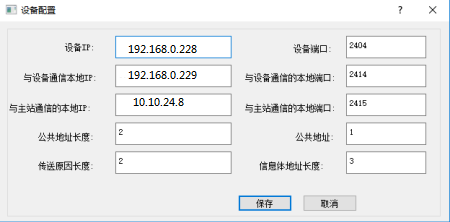 设备配置
设备IP: 192.168.0.228 设备端口: 2404
与设备通信本地IP: 192.168.0.229 与设备通信的本地端口: 2414
与主站通信的本地IP: 10.10.24.8 与主站通信的本地端口: 2415
公共地址长度: 2 公共地址: 1
传送原因长度: 2 信息体地址长度: 3
保存 取消